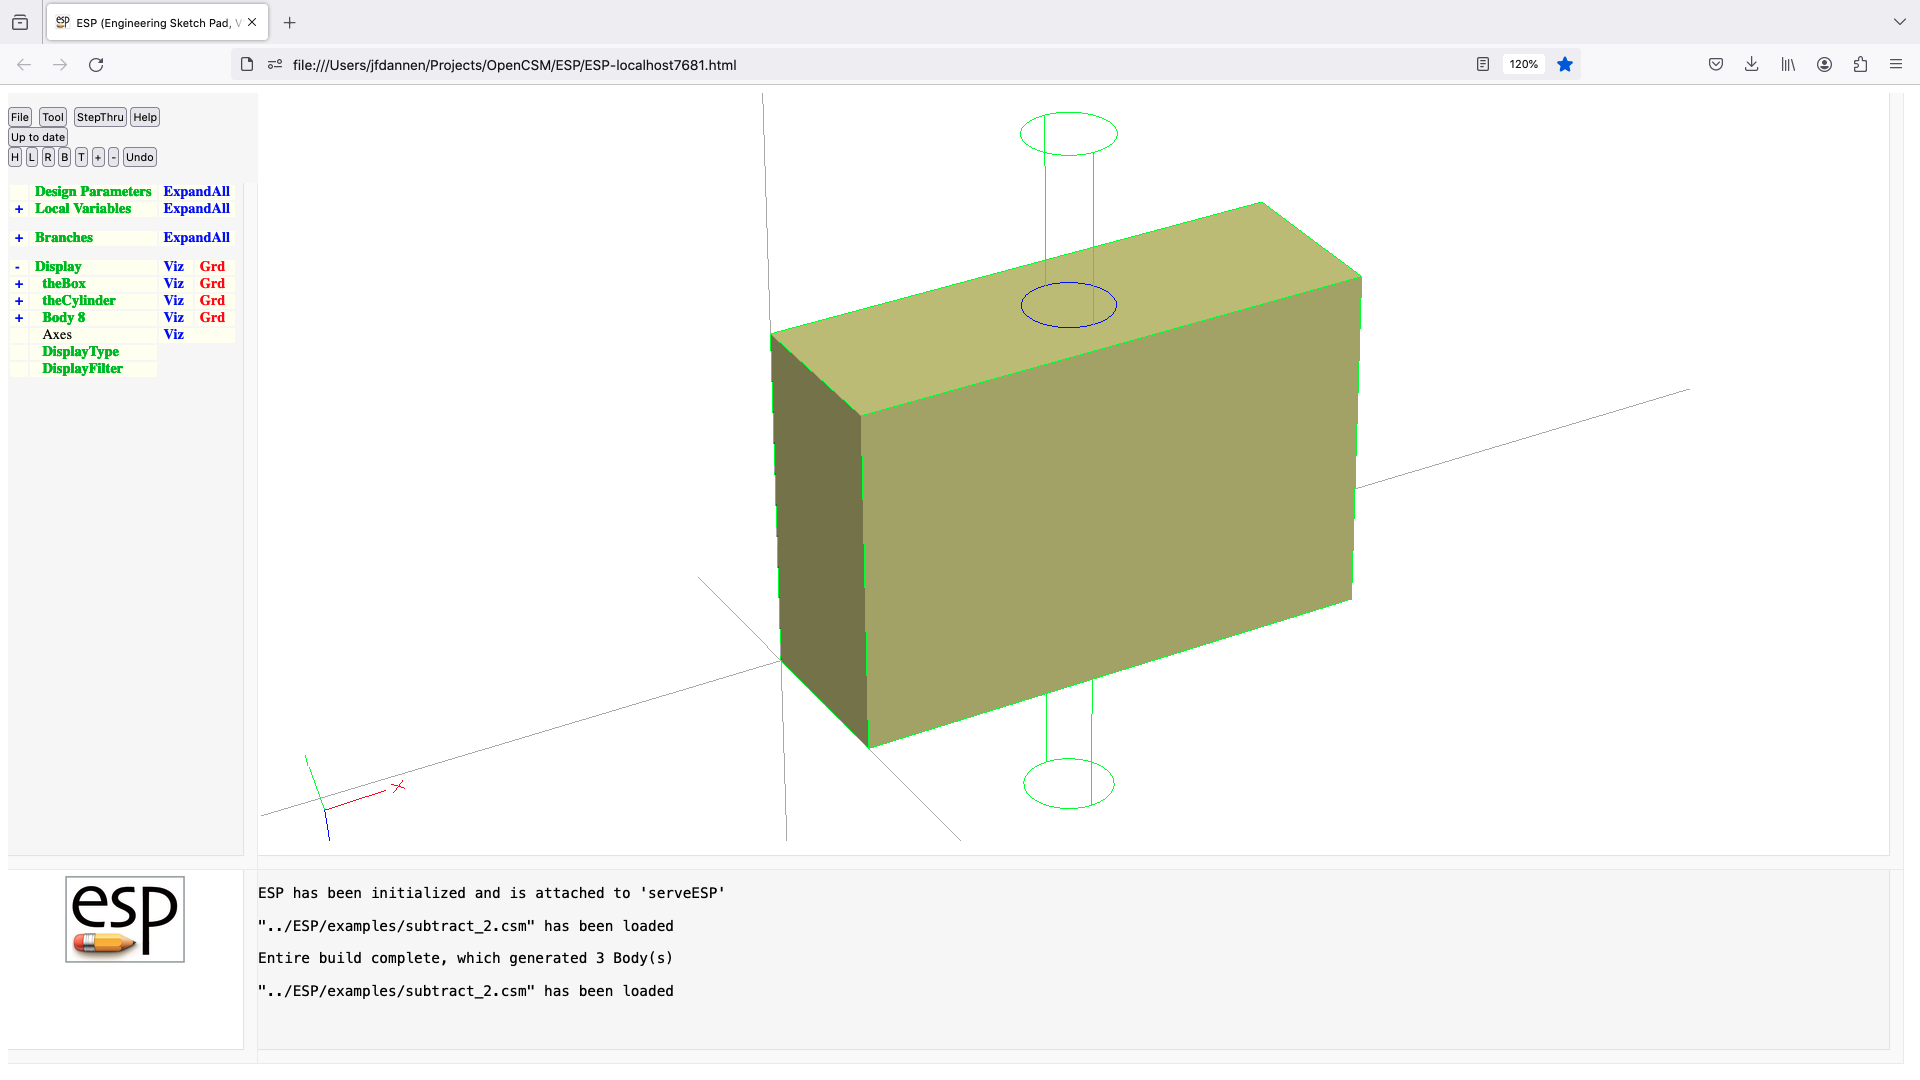 ESP (Engineering Sketch Pad, V
file:///Users/jfdannen/Projects/OpenCSM/ESP/ESP-localhost7681.html
120%
File Tool StepThru Help
Up to date
H L R B T + - Undo
Design Parameters ExpandAll
+ Local Variables ExpandAll
+ Branches ExpandAll
- Display Viz Grd
+ theBox Viz Grd
+ theCylinder Viz Grd
+ Body 8 Viz Grd
Axes Viz
DisplayType
DisplayFilter
X
esp
ESP has been initialized and is attached to 'serveESP'
"../ESP/examples/subtract_2.csm" has been loaded
Entire build complete, which generated 3 Body(s)
"../ESP/examples/subtract_2.csm" has been loaded